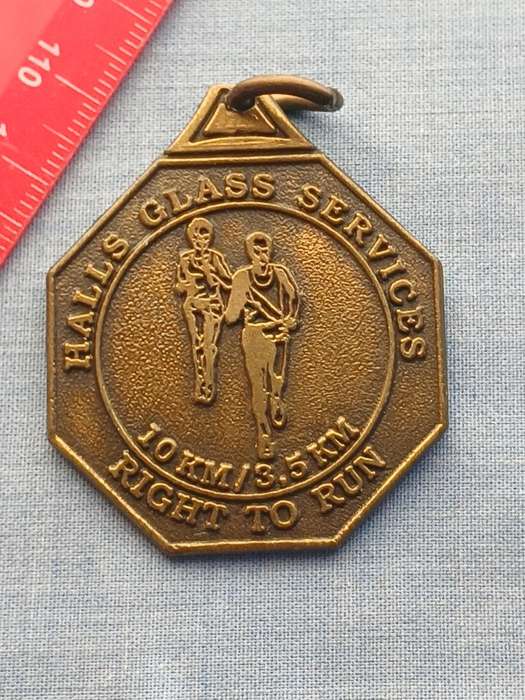 110
HALLS GLASS SERVICES
10 KM/3.5 KM
RIGHT TO RUN